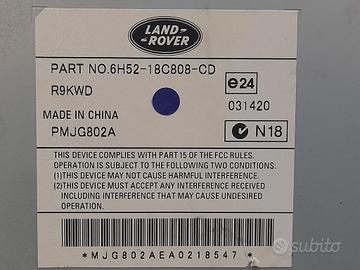 LAND-
ROVER
PART NO.6H52-18C808-CD
R9KWD
e24
031420
MADE IN CHINA
PMJG802A
N18
THIS DEVICE COMPLIES WITH PART 15 OF THE FCC RULES.
OPERATION IS SUBJECT TO THE FOLLOWING TWO CONDITIONS:
(1)THIS DEVICE MAY NOT CAUSE HARMFUL INTERFERENCE.
(2)THIS DEVICE MUST ACCEPT ANY INTERFERENCE RECEIVED
INCLUDING INTERFERENCE THAT MAY CAUSE UNDESIRED
OPERATION.
*MJG802AEA0218547*
subito